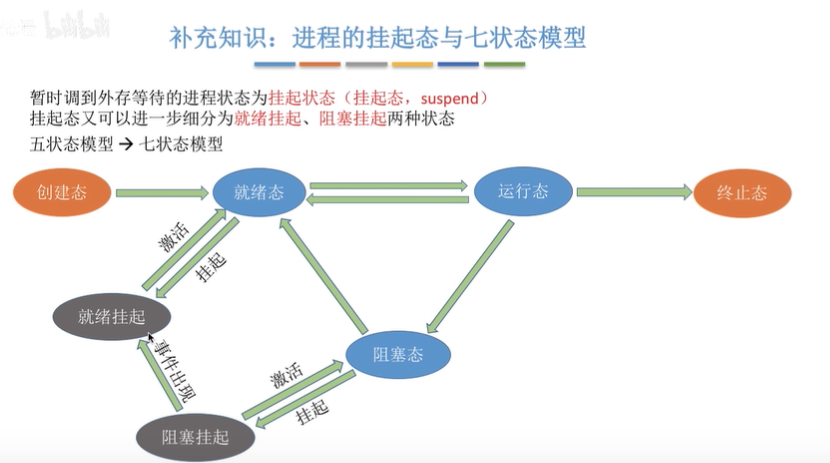 bilibili
补充知识：进程的挂起态与七状态模型
暂时调到外存等待的进程状态为挂起状态（挂起态，suspend）
挂起态又可以进一步细分为就绪挂起、阻塞挂起两种状态
五状态模型→七状态模型
创建态
就绪态
运行态
终止态
激活
挂起
就绪挂起
事件出现
阻塞态
激活
挂起
阻塞挂起